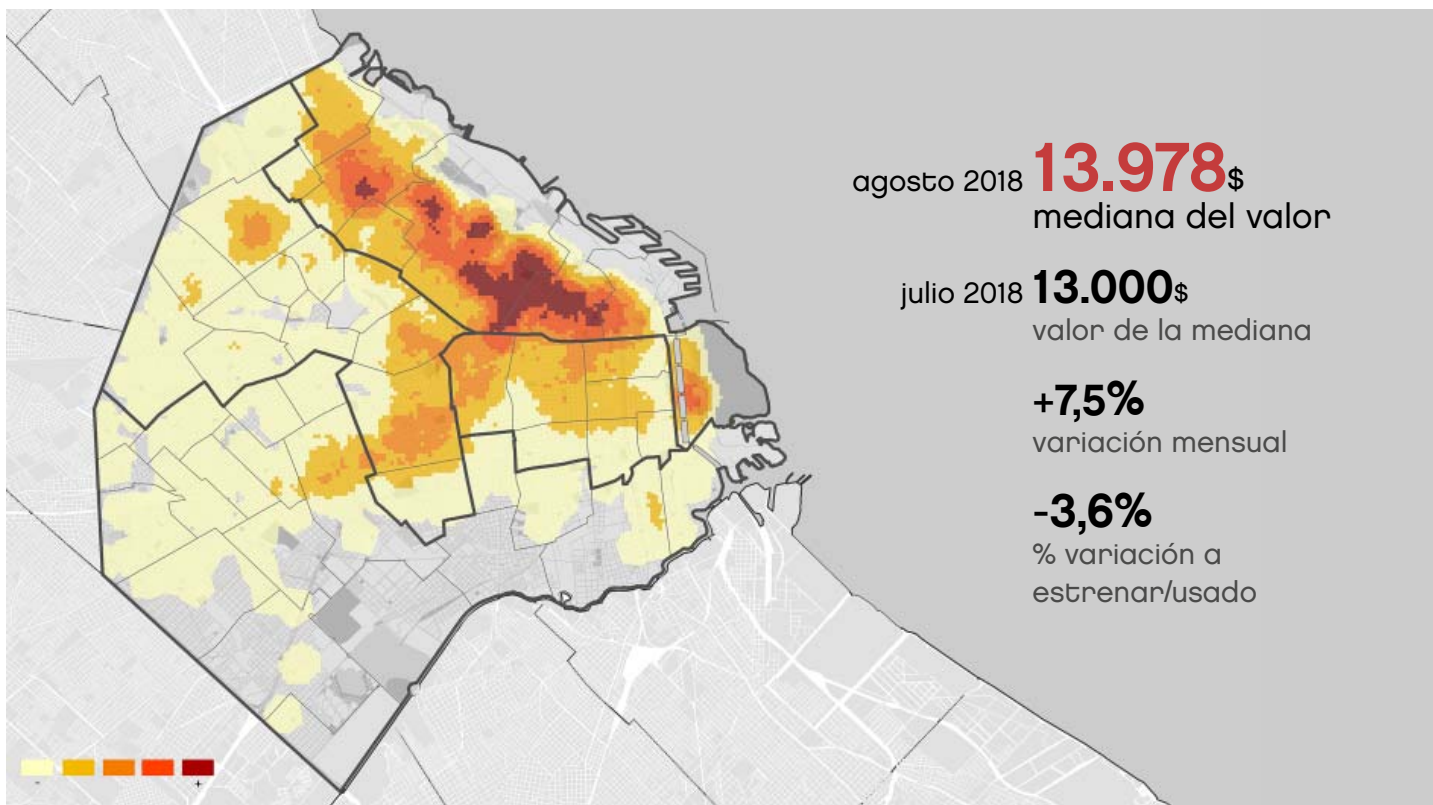 agosto 2018 13.978$
mediana del valor
julio 2018 13.000$
valor de la mediana
+7,5%
variación mensual
-3,6%
% variación a
estrenar/usado
- +